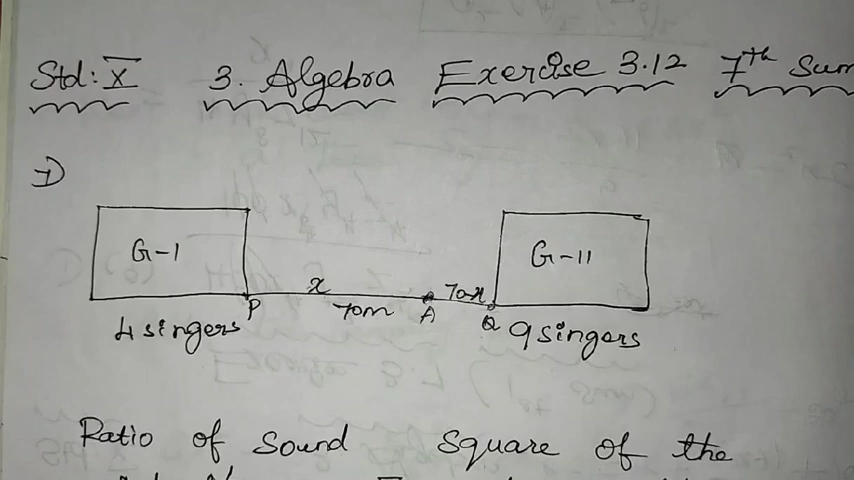 Std: X 3. Algebra Exercise 3.12 7th Sum
7)
G-I G-II
x 70-x
P 70m A Q
4 singers 9 singers
Ratio of Sound Square of the